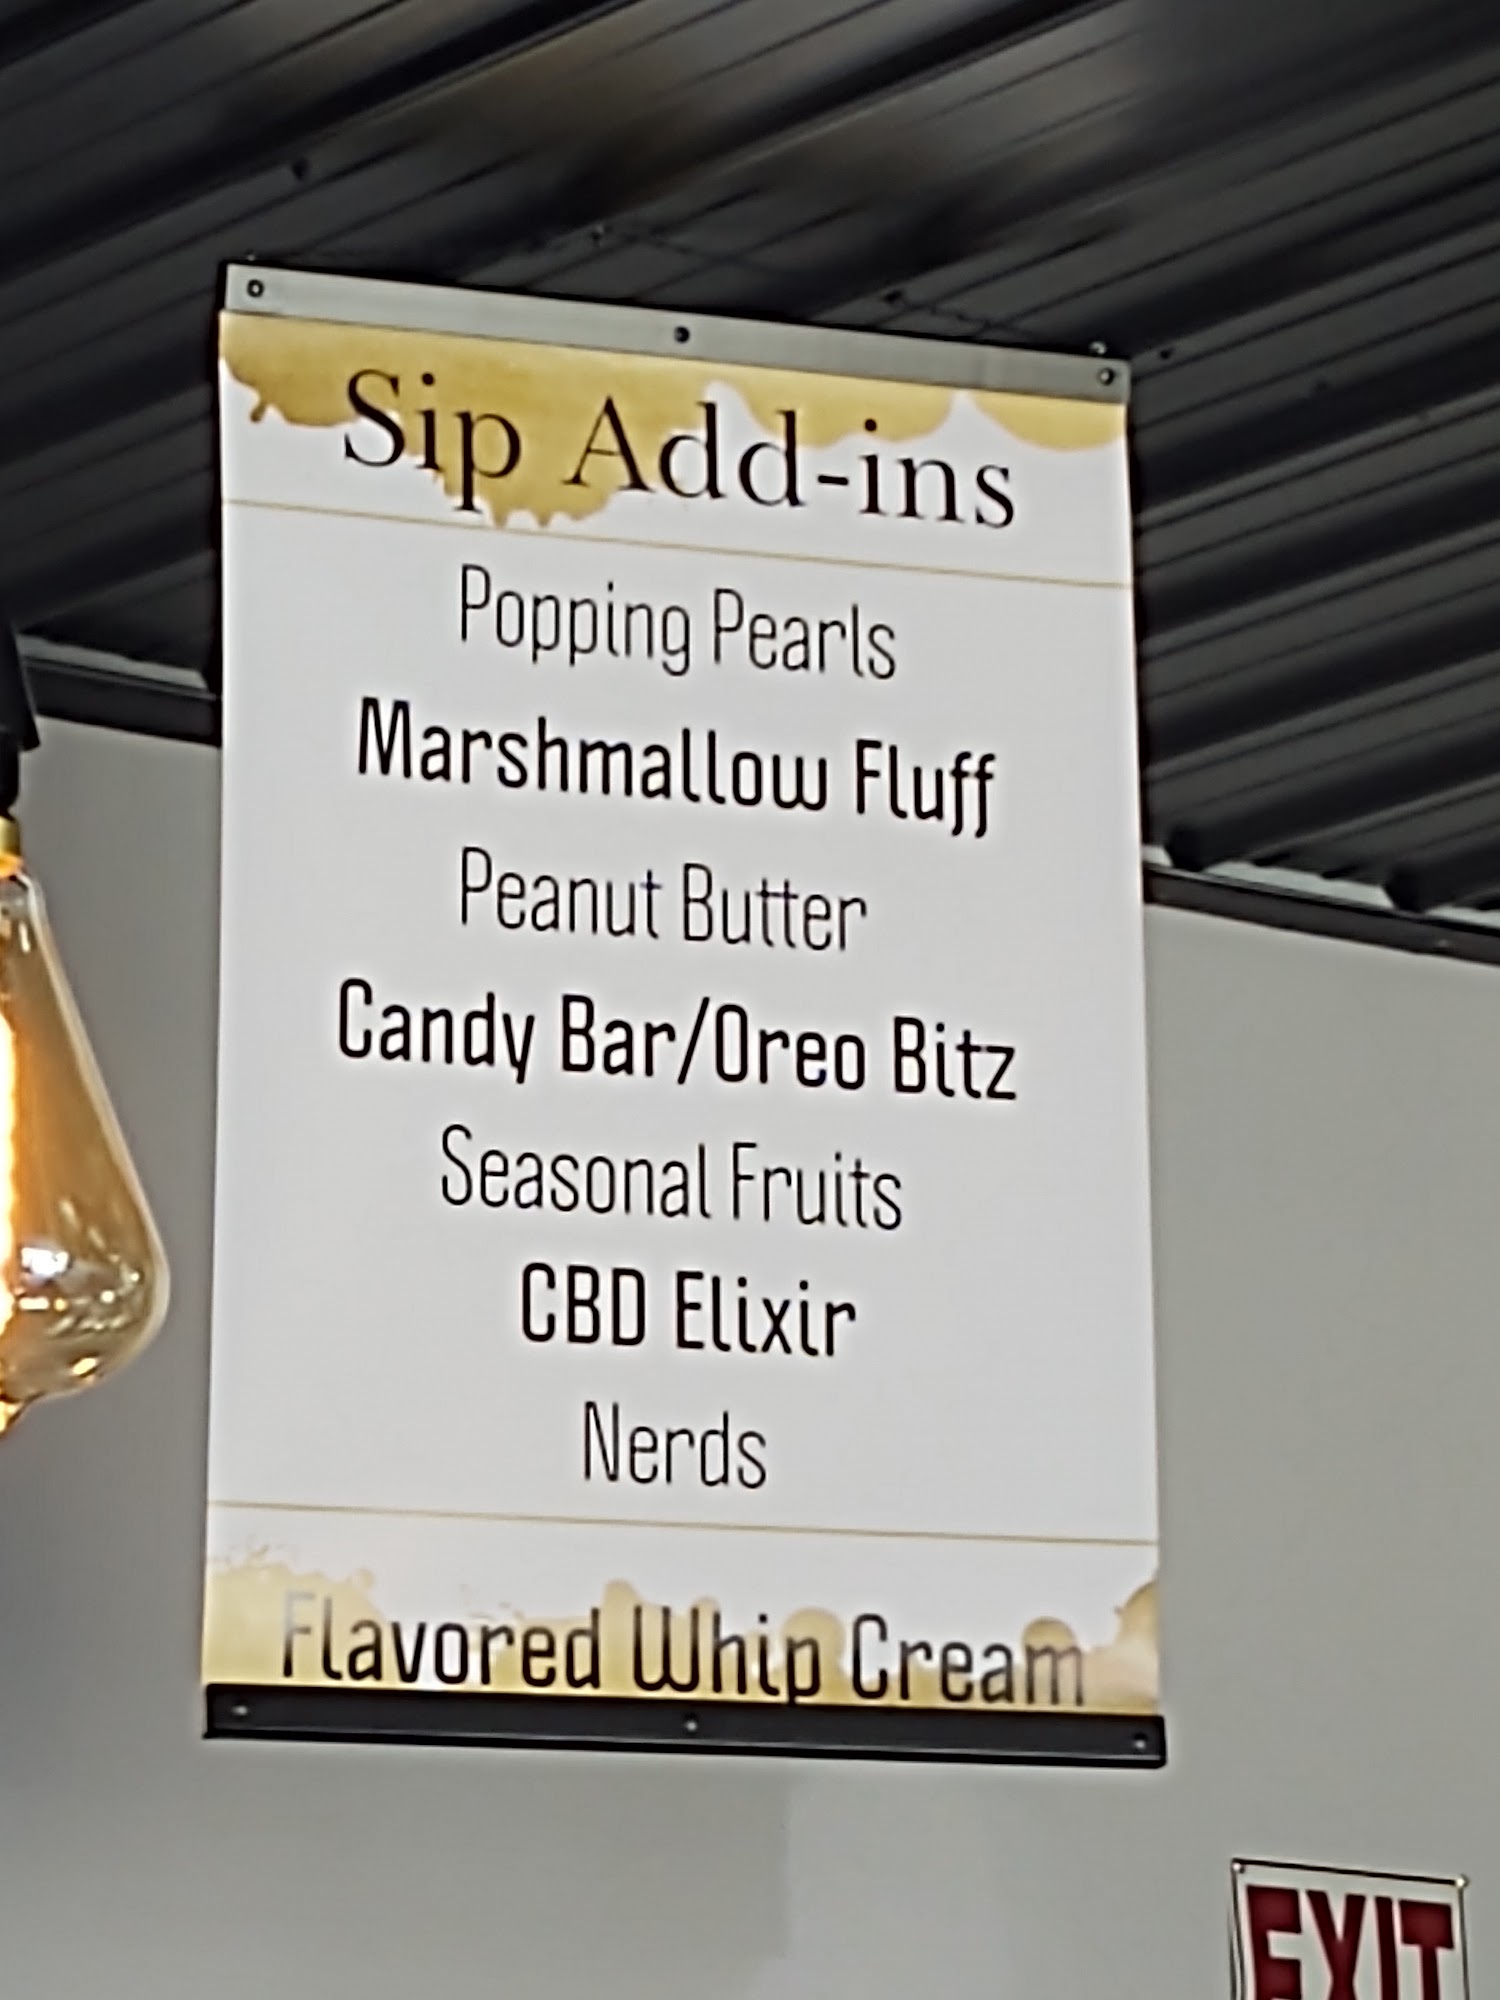 Sip Add-ins
Popping Pearls
Marshmallow Fluff
Peanut Butter
Candy Bar/Oreo Bitz
Seasonal Fruits
CBD Elixir
Nerds
Flavored Whip Cream
EXIT